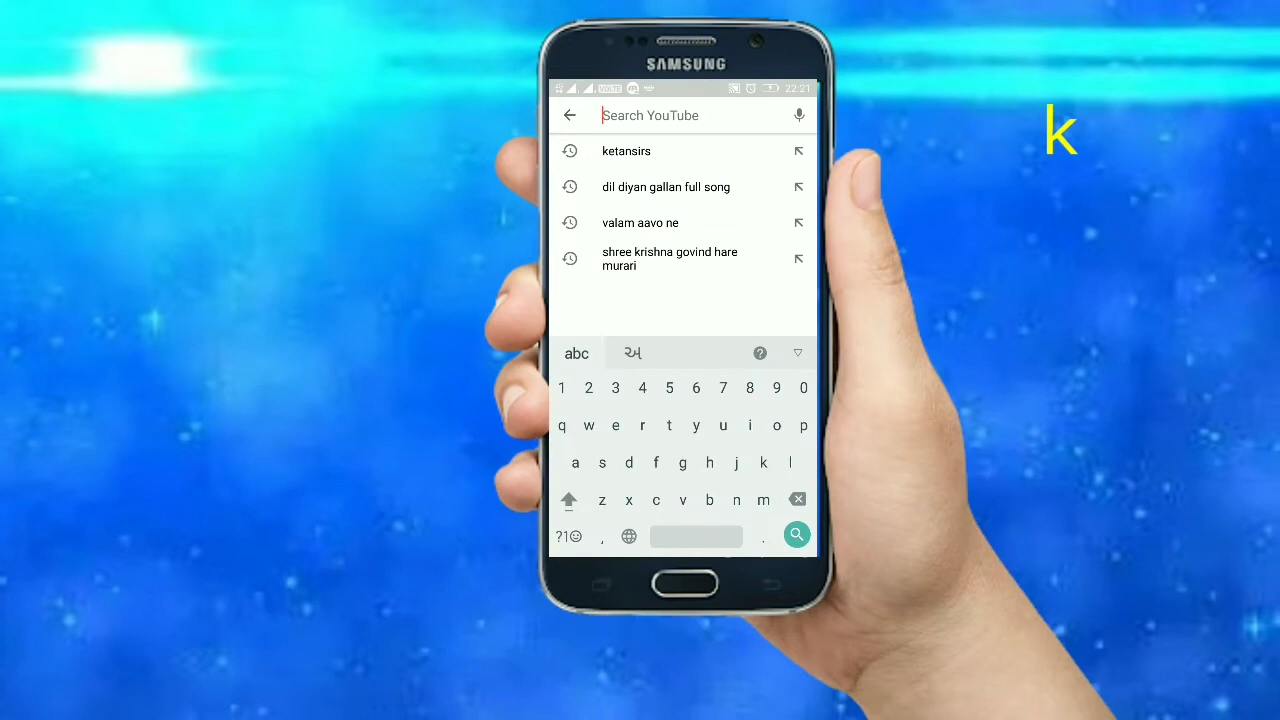 SAMSUNG
VOLTE 22:21
Search YouTube
k
ketansirs
dil diyan gallan full song
valam aavo ne
shree krishna govind hare
murari
abc અ ?
1 2 3 4 5 6 7 8 9 0
q w e r t y u i o p
a s d f g h j k l
z x c v b n m
?1☺ , .